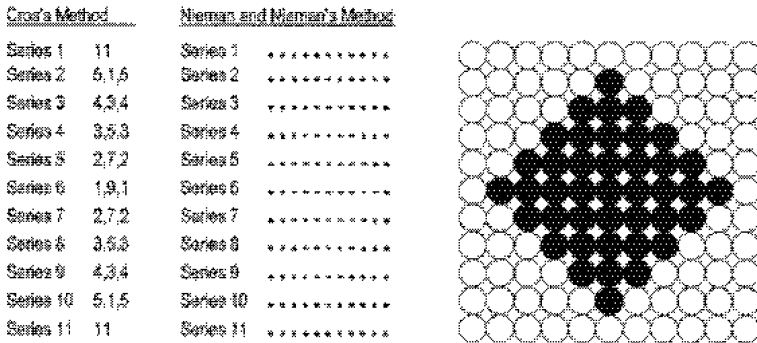 Cros's Method Nieman and Nieman's Method
Series 1 11 Series 1
Series 2 5,1,5 Series 2
Series 3 4,3,4 Series 3
Series 4 3,5,3 Series 4
Series 5 2,7,2 Series 5
Series 6 1,9,1 Series 6
Series 7 2,7,2 Series 7
Series 8 3,5,3 Series 8
Series 9 4,3,4 Series 9
Series 10 5,1,5 Series 10
Series 11 11 Series 11